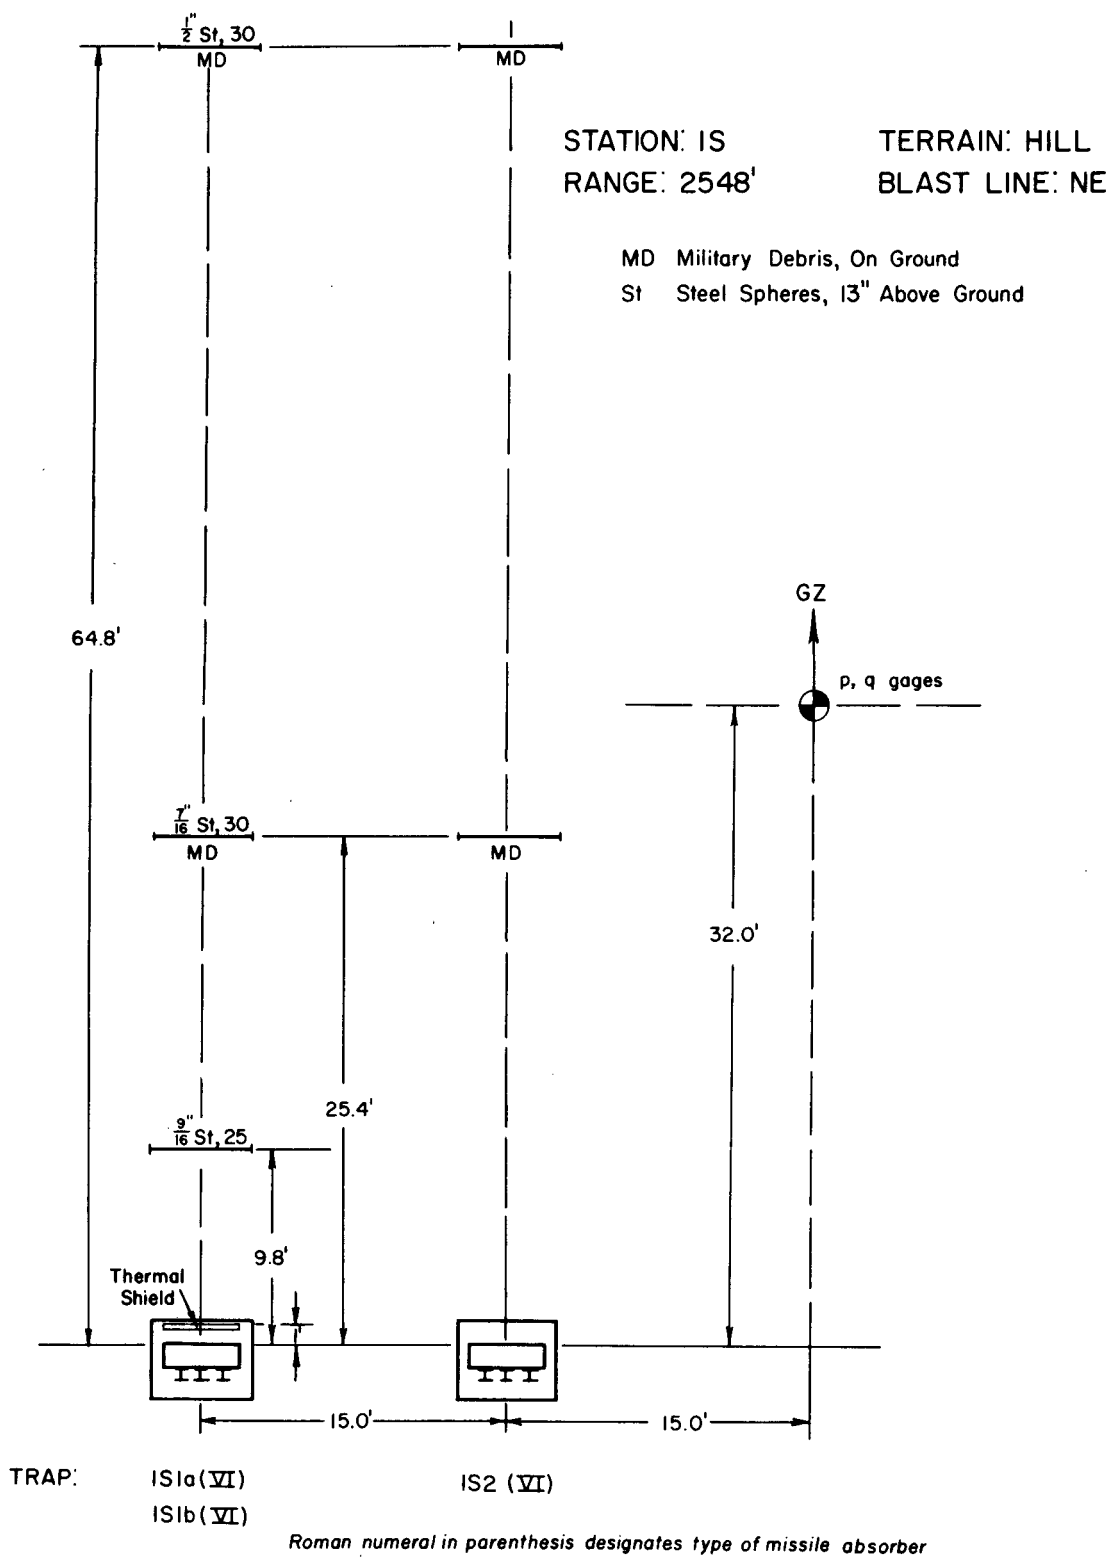 1/2" St, 30
MD
MD
STATION: IS
TERRAIN: HILL
RANGE: 2548'
BLAST LINE: NE
MD Military Debris, On Ground
St Steel Spheres, 13" Above Ground
GZ
64.8'
p, q gages
7/16" St, 30
MD
MD
32.0'
25.4'
9/16" St, 25
9.8'
Thermal
Shield
15.0'
15.0'
TRAP:
IS1a (VI)
IS2 (VI)
IS1b (VI)
Roman numeral in parenthesis designates type of missile absorber